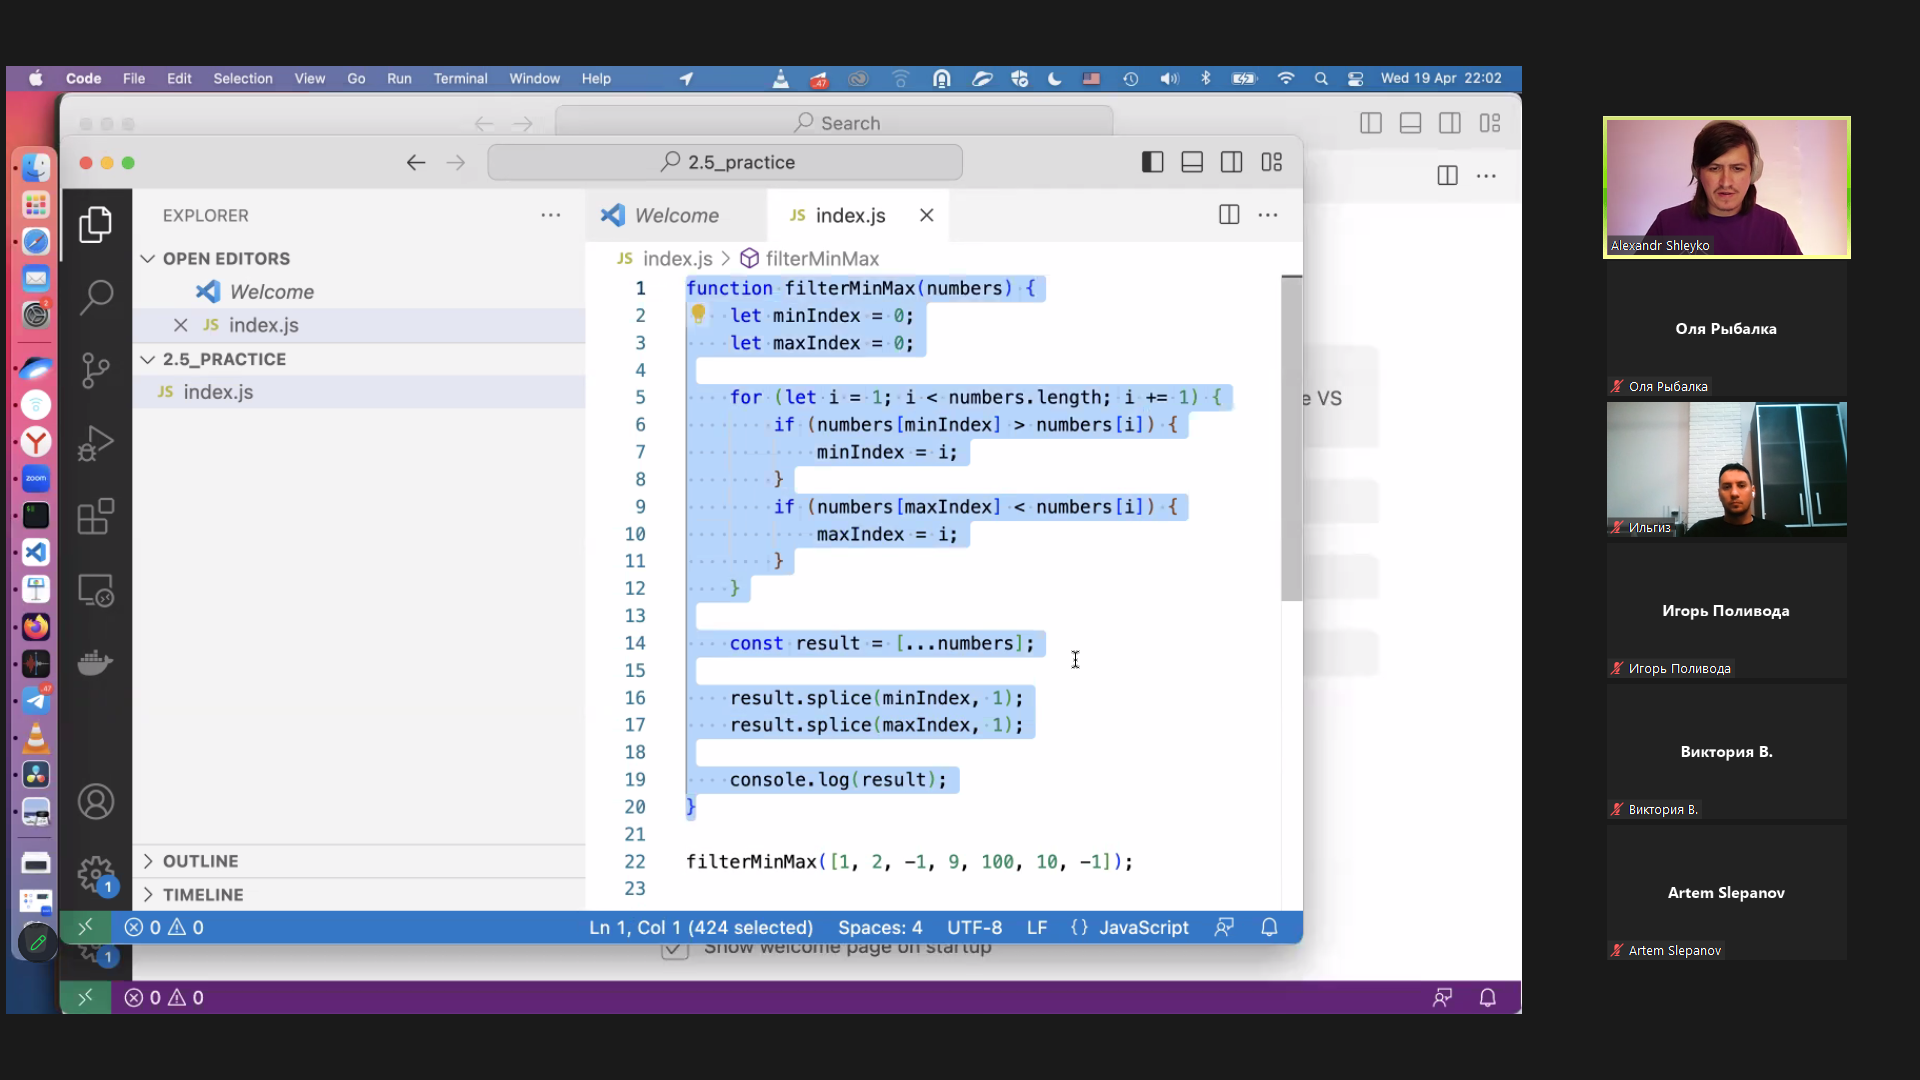 Code File Edit Selection View Go Run Terminal Window Help
47
Wed 19 Apr 22:02
Search
2.5_practice
EXPLORER
Welcome
JS index.js
OPEN EDITORS
JS index.js > filterMinMax
Welcome
JS index.js
2.5_PRACTICE
JS index.js
1 function filterMinMax(numbers) {
2 let minIndex = 0;
3 let maxIndex = 0;
4
5 for (let i = 1; i < numbers.length; i += 1) {
6 if (numbers[minIndex] > numbers[i]) {
7 minIndex = i;
8 }
9 if (numbers[maxIndex] < numbers[i]) {
10 maxIndex = i;
11 }
12 }
13
14 const result = [...numbers];
15
16 result.splice(minIndex, 1);
17 result.splice(maxIndex, 1);
18
19 console.log(result);
20 }
21
22 filterMinMax([1, 2, -1, 9, 100, 10, -1]);
23
OUTLINE
TIMELINE
1
0 0
Ln 1, Col 1 (424 selected) Spaces: 4 UTF-8 LF {} JavaScript
e VS
Show welcome page on startup
1
0 0
2
zoom
47
Alexandr Shleyko
Оля Рыбалка
Оля Рыбалка
Ильгиз
Игорь Поливода
Игорь Поливода
Виктория В.
Виктория В.
Artem Slepanov
Artem Slepanov